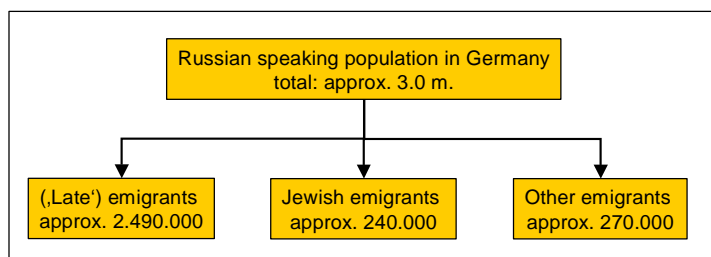 Russian speaking population in Germany
total: approx. 3.0 m.
(‚Late‘) emigrants
approx. 2.490.000
Jewish emigrants
approx. 240.000
Other emigrants
approx. 270.000